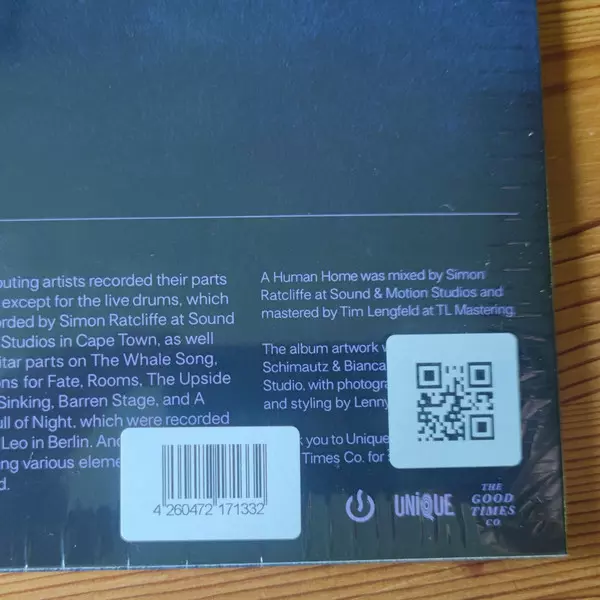 buting artists recorded their parts
except for the live drums, which
orded by Simon Ratcliffe at Sound
Studios in Cape Town, as well
itar parts on The Whale Song,
ons for Fate, Rooms, The Upside
Sinking, Barren Stage, and A
ull of Night. which were recorded
Leo in Berlin. And
ng various eleme
d.
A Human Home was mixed by Simon
Ratcliffe at Sound & Motion Studios and
mastered by Tim Lengfeld at TL Mastering.
The album artwork
Schimautz & Bianca
Studio, with photogra
and styling by Lenny
k you to Unique
Times Co. for
4 260472 171332
UNIQUE
THE
GOOD
TIMES
CO.